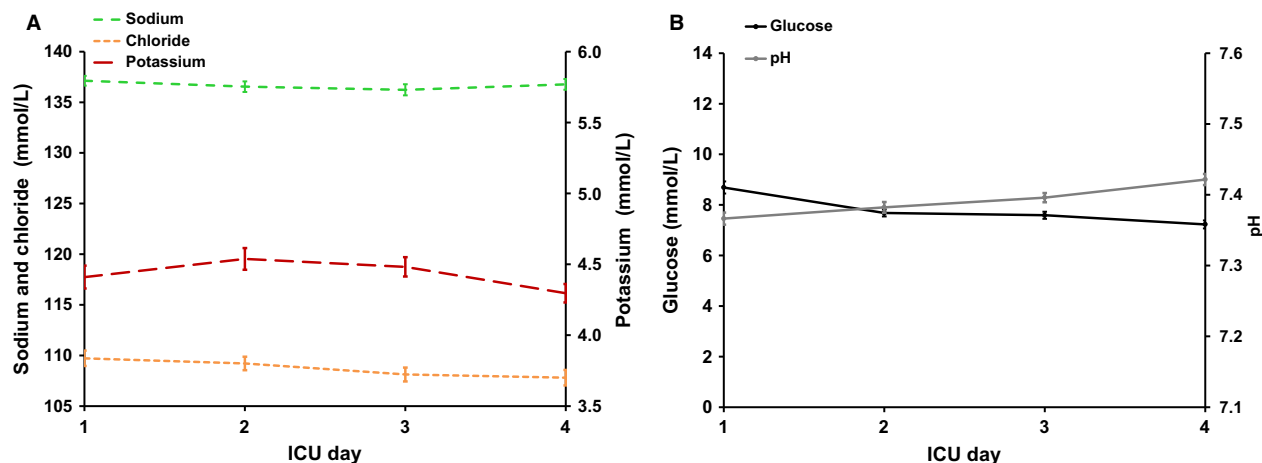 A
Sodium
Chloride
Potassium
140
135
130
125
120
115
110
105
Sodium and chloride (mmol/L)
6.0
5.5
5.0
4.5
4.0
3.5
Potassium (mmol/L)
1 2 3 4
ICU day
B
Glucose
pH
14
12
10
8
6
4
2
0
Glucose (mmol/L)
7.6
7.5
7.4
7.3
7.2
7.1
pH
1 2 3 4
ICU day